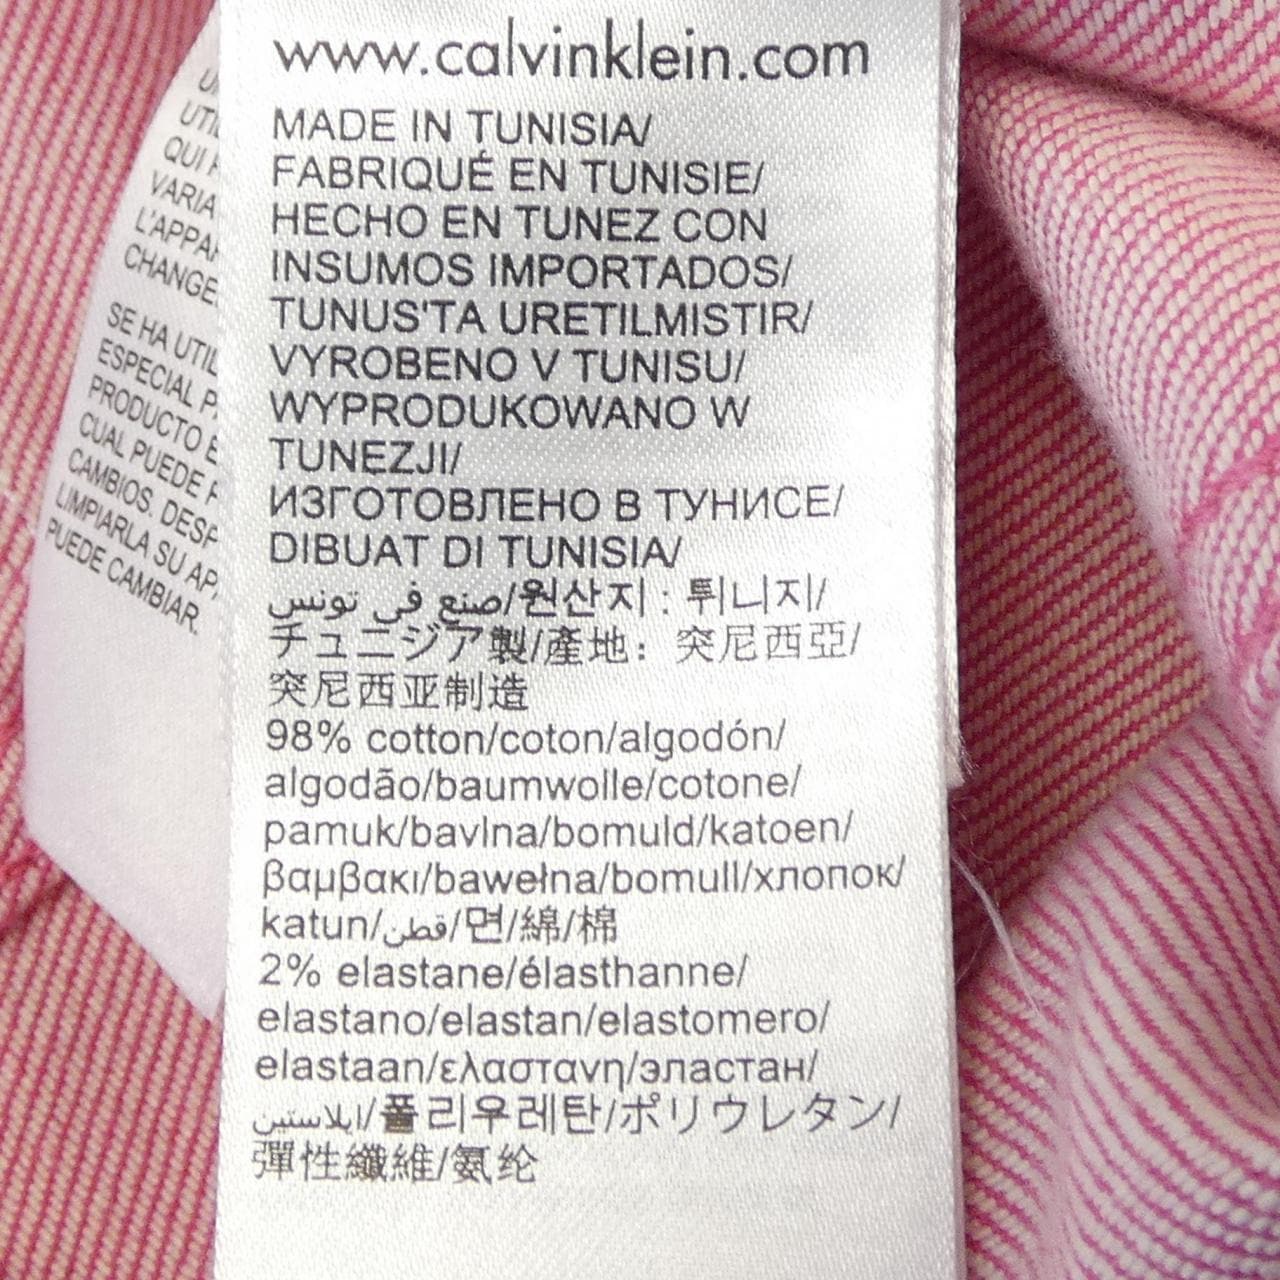 www.calvinklein.com
MADE IN TUNISIA/
FABRIQUÉ EN TUNISIE/
HECHO EN TUNEZ CON
INSUMOS IMPORTADOS/
TUNUS'TA URETILMISTIR/
VYROBENO V TUNISU/
WYPRODUKOWANO W
TUNEZJI/
ИЗГОТОВЛЕНО В ТУНИСЕ/
DIBUAT DI TUNISIA/
صنع في تونس/원산지 : 튀니지/
チュニジア製/產地：突尼西亞/
突尼西亚制造
98% cotton/coton/algodón/
algodão/baumwolle/cotone/
pamuk/bavlna/bomuld/katoen/
βαμβακι/bawełna/bomull/хлопок/
katun/قطن/면/綿/棉
2% elastane/élasthanne/
elastano/elastan/elastomero/
elastaan/ελαστανη/эластан/
ايلاستين/폴리우레탄/ポリウレタン/
彈性纖維/氨纶
QUI
VARIA
L'APPAR
CHANGE
SE HA UTIL
ESPECIAL P
PRODUCTO E
CUAL PUEDE
CAMBIOS. DESP
LIMPIARLA SU AP
PUEDE CAMBIAR.